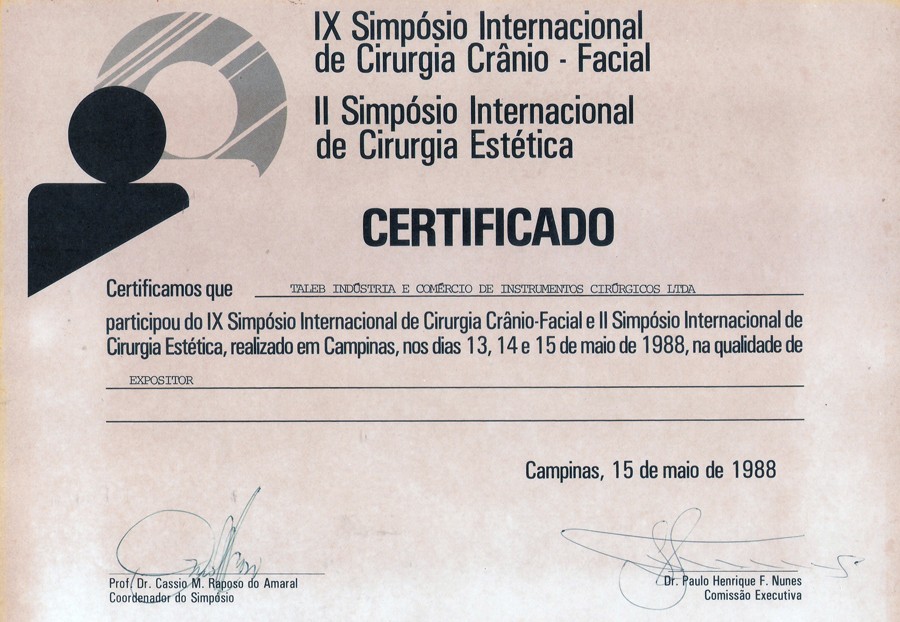 IX Simpósio Internacional
de Cirurgia Crânio - Facial
II Simpósio Internacional
de Cirurgia Estética
CERTIFICADO
Certificamos que TALEB INDÚSTRIA E COMÉRCIO DE INSTRUMENTOS CIRÚRGICOS LTDA
participou do IX Simpósio Internacional de Cirurgia Crânio-Facial e II Simpósio Internacional de
Cirurgia Estética, realizado em Campinas, nos dias 13, 14 e 15 de maio de 1988, na qualidade de
EXPOSITOR
Campinas, 15 de maio de 1988
Prof. Dr. Cassio M. Raposo do Amaral
Coordenador do Simpósio
Dr. Paulo Henrique F. Nunes
Comissão Executiva